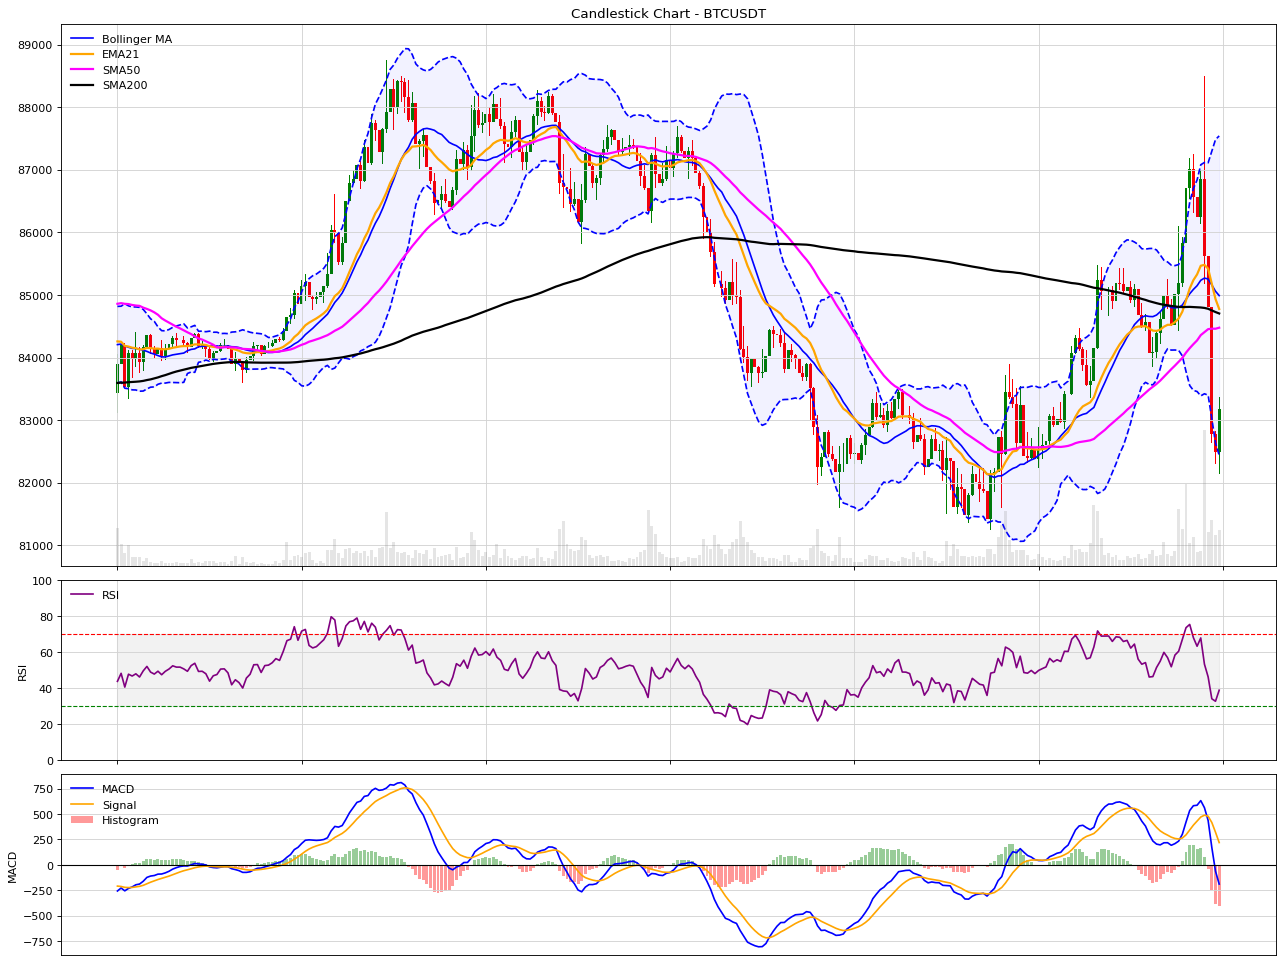 Candlestick Chart - BTCUSDT
Bollinger MA
EMA21
SMA50
SMA200
89000
88000
87000
86000
85000
84000
83000
82000
81000
RSI
RSI
100
80
60
40
20
0
MACD
Signal
Histogram
MACD
750
500
250
0
−250
−500
−750